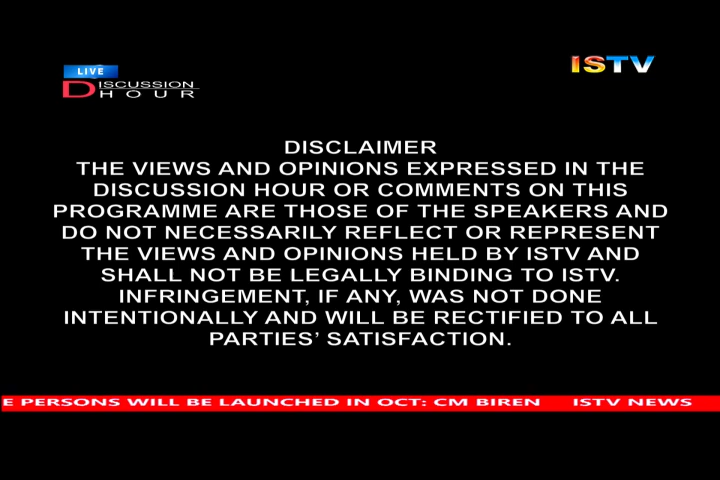 LIVE
ISTV
DISCUSSION
HOUR
DISCLAIMER
THE VIEWS AND OPINIONS EXPRESSED IN THE
DISCUSSION HOUR OR COMMENTS ON THIS
PROGRAMME ARE THOSE OF THE SPEAKERS AND
DO NOT NECESSARILY REFLECT OR REPRESENT
THE VIEWS AND OPINIONS HELD BY ISTV AND
SHALL NOT BE LEGALLY BINDING TO ISTV.
INFRINGEMENT, IF ANY, WAS NOT DONE
INTENTIONALLY AND WILL BE RECTIFIED TO ALL
PARTIES’ SATISFACTION.
E PERSONS WILL BE LAUNCHED IN OCT: CM BIREN ISTV NEWS